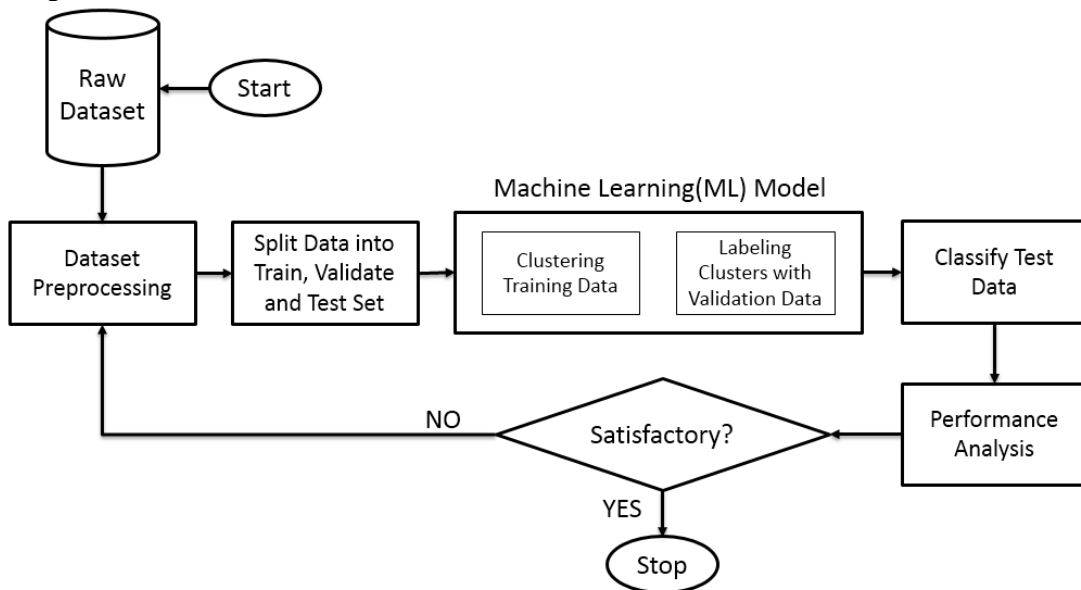 Raw
Dataset
Start
Machine Learning(ML) Model
Dataset
Preprocessing
Split Data into
Train, Validate
and Test Set
Clustering
Training Data
Labeling
Clusters with
Validation Data
Classify Test
Data
Performance
Analysis
Satisfactory?
NO
YES
Stop